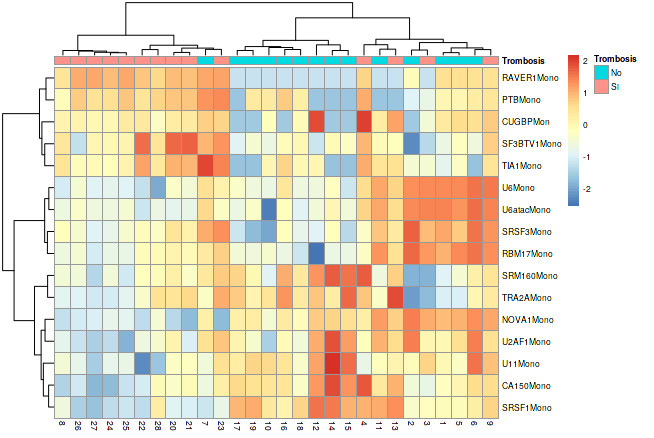 Trombosis
RAVER1Mono
PTBMono
CUGBPMon
SF3BTV1Mono
TIA1Mono
U6Mono
U6atacMono
SRSF3Mono
RBM17Mono
SRM160Mono
TRA2AMono
NOVA1Mono
U2AF1Mono
U11Mono
CA150Mono
SRSF1Mono
8 26 27 24 25 22 28 20 21 7 23 17 19 10 16 18 12 14 15 4 11 13 2 3 1 5 6 9
2
1
0
-1
-2
Trombosis
No
SI